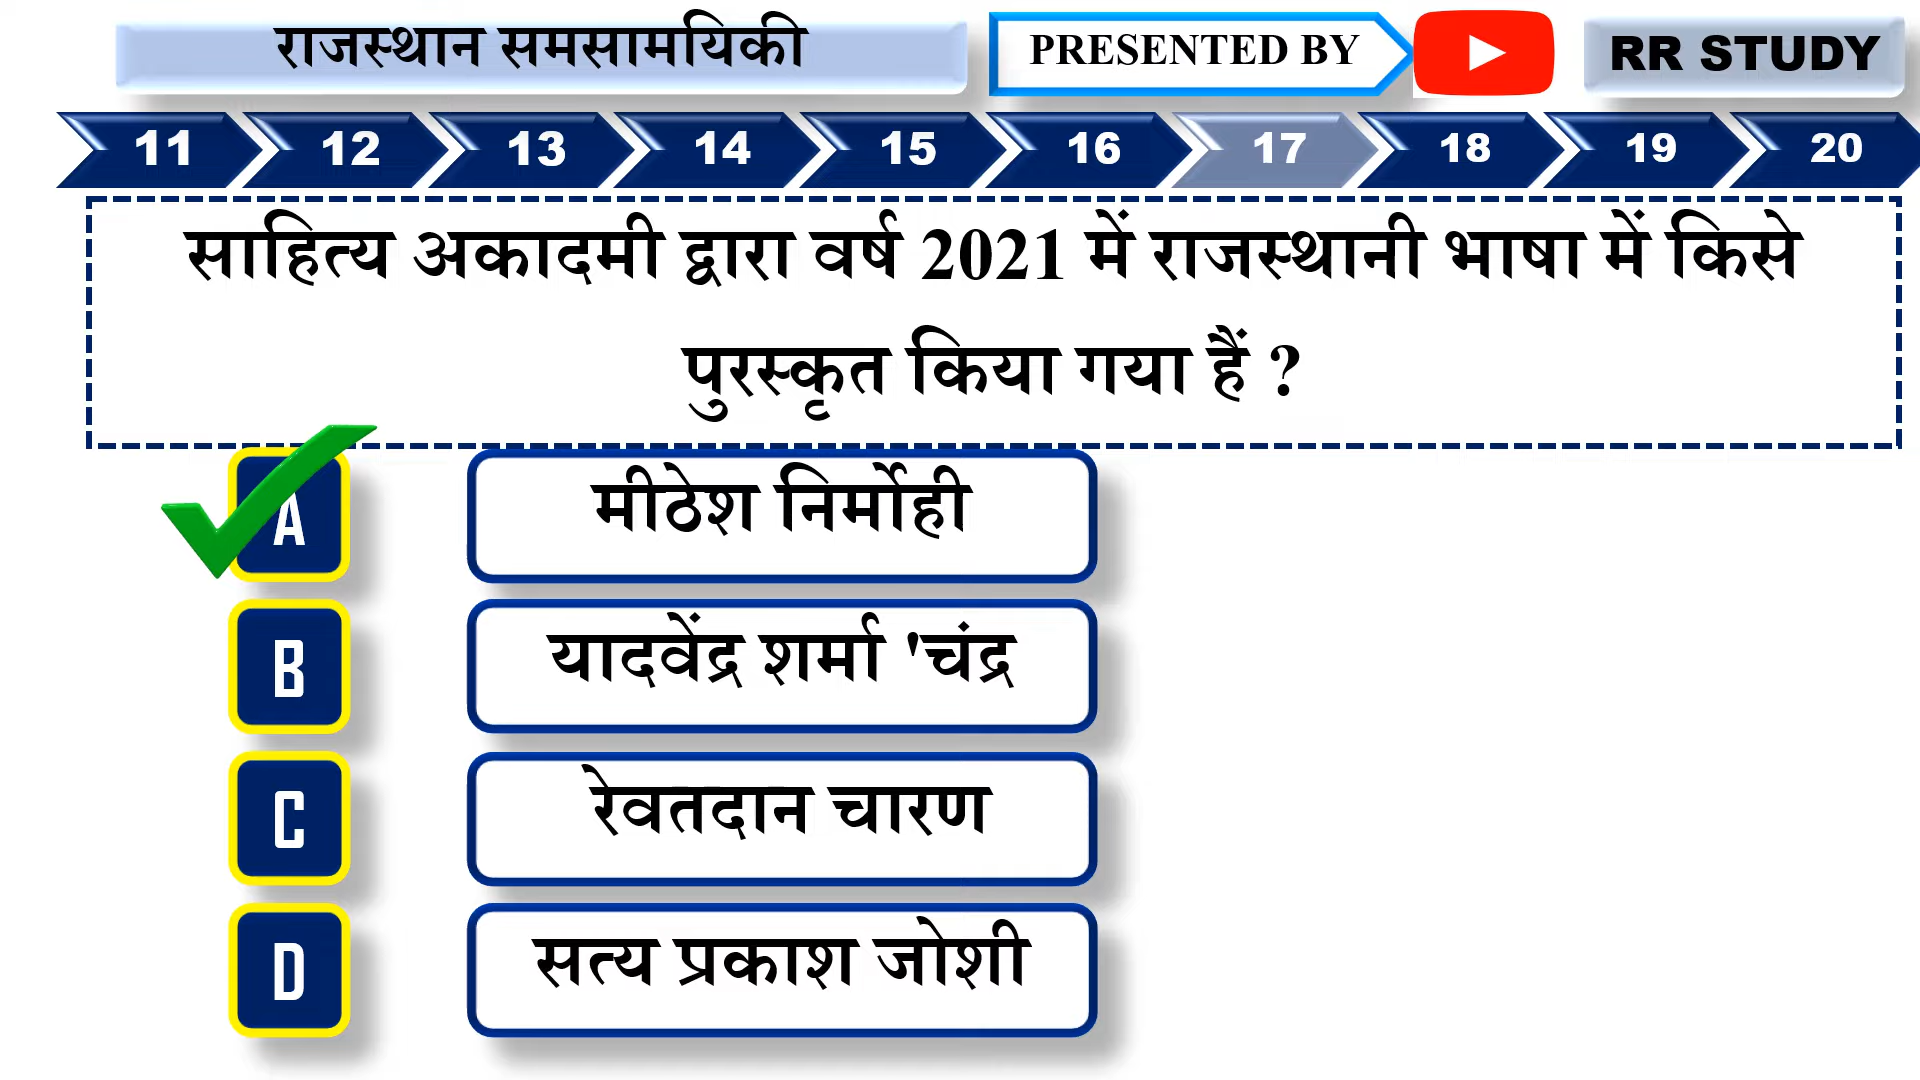 राजस्थान समसामयिकी
PRESENTED BY
RR STUDY
11 12 13 14 15 16 17 18 19 20
साहित्य अकादमी द्वारा वर्ष 2021 में राजस्थानी भाषा में किसे
पुरस्कृत किया गया हैं ?
A मीठेश निर्मोही
B यादवेंद्र शर्मा 'चंद्र
C रेवतदान चारण
D सत्य प्रकाश जोशी